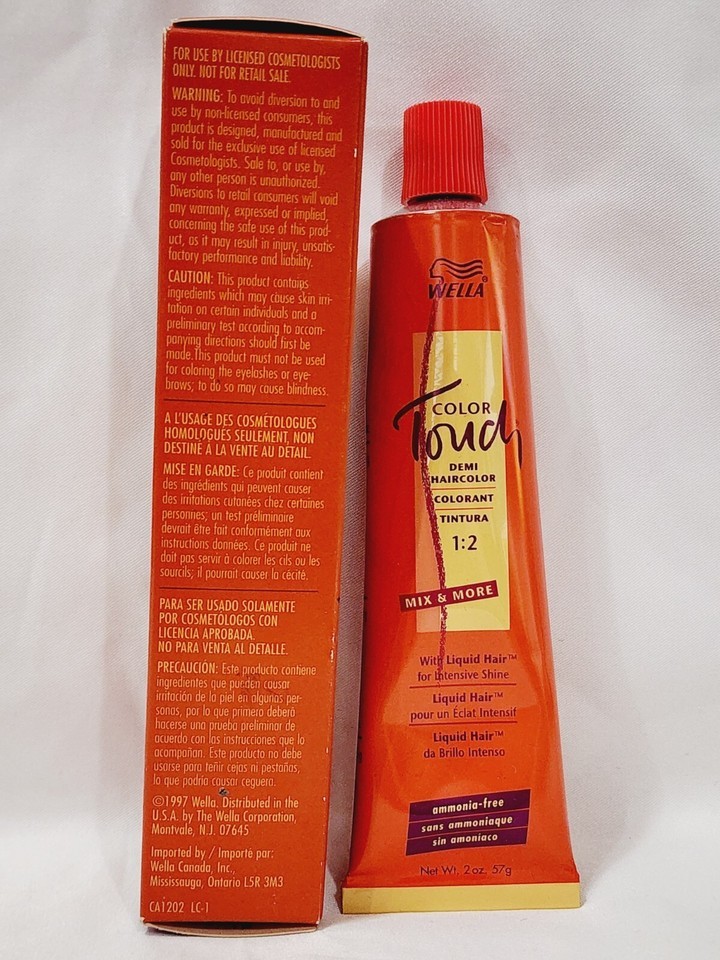 FOR USE BY LICENSED COSMETOLOGISTS
ONLY. NOT FOR RETAIL SALE.
WARNING: To avoid diversion to and
use by non-licensed consumers, this
product is designed, manufactured and
sold for the exclusive use of licensed
Cosmetologists. Sale to, or use by,
any other person is unauthorized.
Diversions to retail consumers will void
any warranty, expressed or implied,
concerning the safe use of this prod-
uct, as it may result in injury, unsatis-
factory performance and liability.
CAUTION: This product contains
ingredients which may cause skin irri-
tation on certain individuals and a
preliminary test according to accom-
panying directions should first be
made.This product must not be used
for coloring the eyelashes or eye-
brows; to do so may cause blindness.
A L'USAGE DES COSMÉTOLOGUES
HOMOLOGUÉS SEULEMENT, NON
DESTINÉ À LA VENTE AU DÉTAIL.
MISE EN GARDE: Ce produit contient
des ingrédients qui peuvent causer
des irritations cutanées chez certaines
personnes; un test préliminaire
devrait être fait conformément aux
instructions données. Ce produit ne
doit pas servir à colorer les cils ou les
sourcils; il pourrait causer la cécité.
PARA SER USADO SOLAMENTE
POR COSMETÓLOGOS CON
LICENCIA APROBADA.
NO PARA VENTA AL DETALLE.
PRECAUCIÓN: Este producto contiene
ingredientes que pueden causar
irritación de la piel en algunas per-
sonas, por lo que primero deberá
hacerse una prueba preliminar de
acuerdo con las instrucciones que lo
acompañan. Este producto no debe
usarse para teñir cejas ni pestañas,
la que podría causar ceguera.
©1997 Wella. Distributed in the
U.S.A. by The Wella Corporation,
Montvale, N.J. 07645
Imported by / Importé par:
Wella Canada, Inc.,
Mississauga, Ontario L5R 3M3
CA1202 LC-1
WELLA®
COLOR
Touch
DEMI
HAIRCOLOR
COLORANT
TINTURA
1:2
MIX & MORE
With Liquid Hair™
for Intensive Shine
Liquid Hair™
pour un Éclat Intensif
Liquid Hair™
da Brillo Intenso
ammonia-free
sans ammoniaque
sin amoniaco
Net Wt. 2 oz. 57g